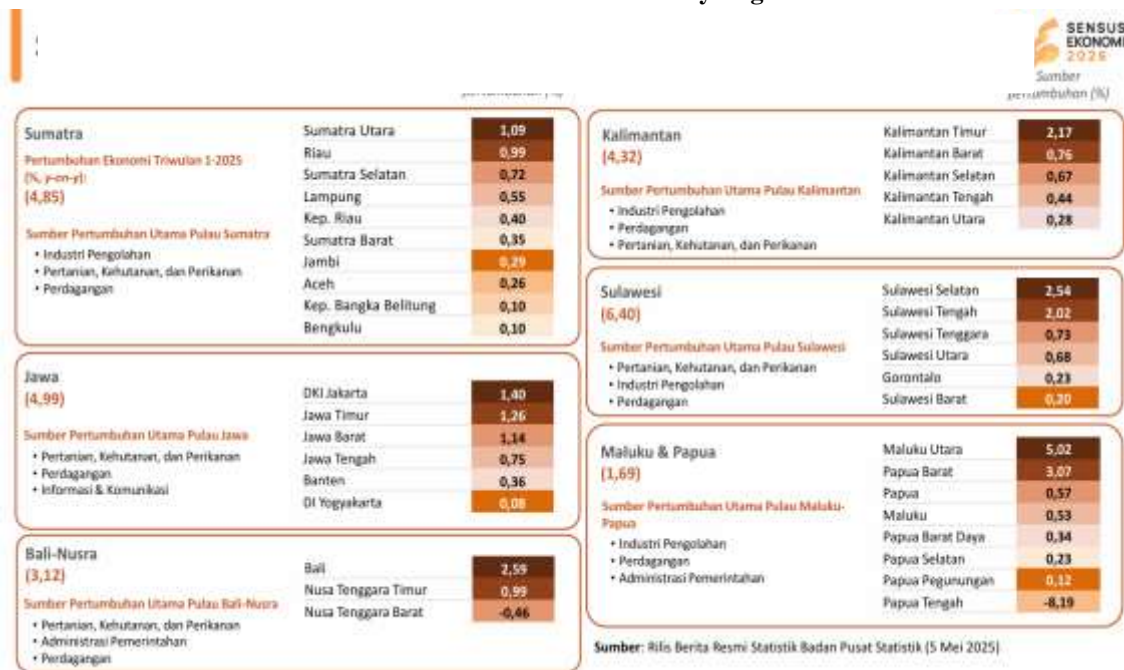 SENSUS
EKONOMI
2026
Sumber
pertumbuhan (%)
Sumatra
Pertumbuhan Ekonomi Triwulan 1-2025
(%, y-on-y):
(4,85)
Sumber Pertumbuhan Utama Pulau Sumatra
• Industri Pengolahan
• Pertanian, Kehutanan, dan Perikanan
• Perdagangan
Sumatra Utara 1,09
Riau 0,99
Sumatra Selatan 0,72
Lampung 0,55
Kep. Riau 0,40
Sumatra Barat 0,35
Jambi 0,29
Aceh 0,26
Kep. Bangka Belitung 0,10
Bengkulu 0,10
Jawa
(4,99)
Sumber Pertumbuhan Utama Pulau Jawa
• Pertanian, Kehutanan, dan Perikanan
• Perdagangan
• Informasi & Komunikasi
DKI Jakarta 1,40
Jawa Timur 1,26
Jawa Barat 1,14
Jawa Tengah 0,75
Banten 0,36
DI Yogyakarta 0,08
Bali-Nusra
(3,12)
Sumber Pertumbuhan Utama Pulau Bali-Nusra
• Pertanian, Kehutanan, dan Perikanan
• Administrasi Pemerintahan
• Perdagangan
Bali 2,59
Nusa Tenggara Timur 0,99
Nusa Tenggara Barat -0,46
Kalimantan
(4,32)
Sumber Pertumbuhan Utama Pulau Kalimantan
• Industri Pengolahan
• Perdagangan
• Pertanian, Kehutanan, dan Perikanan
Kalimantan Timur 2,17
Kalimantan Barat 0,76
Kalimantan Selatan 0,67
Kalimantan Tengah 0,44
Kalimantan Utara 0,28
Sulawesi
(6,40)
Sumber Pertumbuhan Utama Pulau Sulawesi
• Pertanian, Kehutanan, dan Perikanan
• Industri Pengolahan
• Perdagangan
Sulawesi Selatan 2,54
Sulawesi Tengah 2,02
Sulawesi Tenggara 0,73
Sulawesi Utara 0,68
Gorontalo 0,23
Sulawesi Barat 0,20
Maluku & Papua
(1,69)
Sumber Pertumbuhan Utama Pulau Maluku-
Papua
• Industri Pengolahan
• Perdagangan
• Administrasi Pemerintahan
Maluku Utara 5,02
Papua Barat 3,07
Papua 0,57
Maluku 0,53
Papua Barat Daya 0,34
Papua Selatan 0,23
Papua Pegunungan 0,12
Papua Tengah -8,19
Sumber: Rilis Berita Resmi Statistik Badan Pusat Statistik (5 Mei 2025)